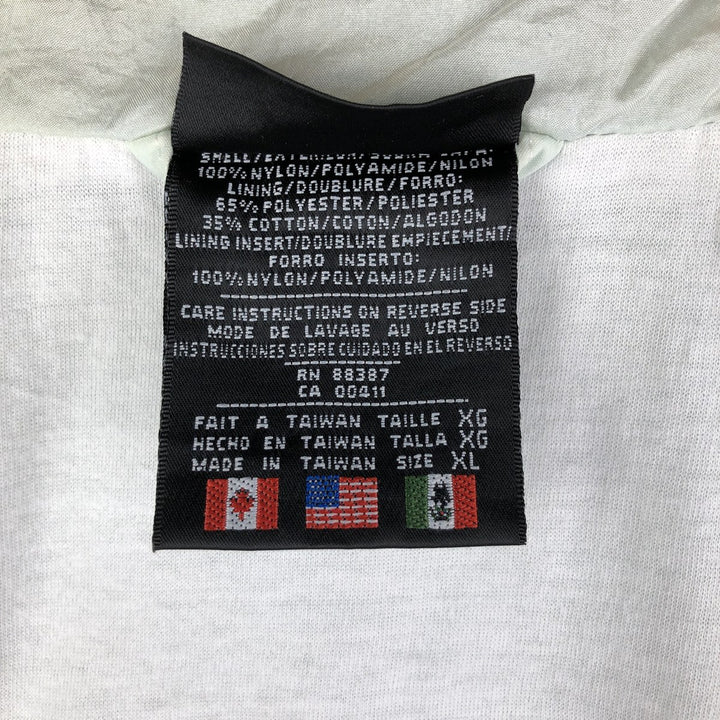 100% NYLON/POLYAMIDE/NILON
LINING/DOUBLURE/FORRO:
65% POLYESTER/POLIESTER
35% COTTON/COTON/ALGODON
LINING INSERT/DOUBLURE EMPIECEMENT/
FORRO INSERTO:
100% NYLON/POLYAMIDE/NILON
CARE INSTRUCTIONS ON REVERSE SIDE
MODE DE LAVAGE AU VERSO
INSTRUCCIONES SOBRE CUIDADO EN EL REVERSO
RN 88387
CA 00411
FAIT A TAIWAN TAILLE XG
HECHO EN TAIWAN TALLA XG
MADE IN TAIWAN SIZE XL